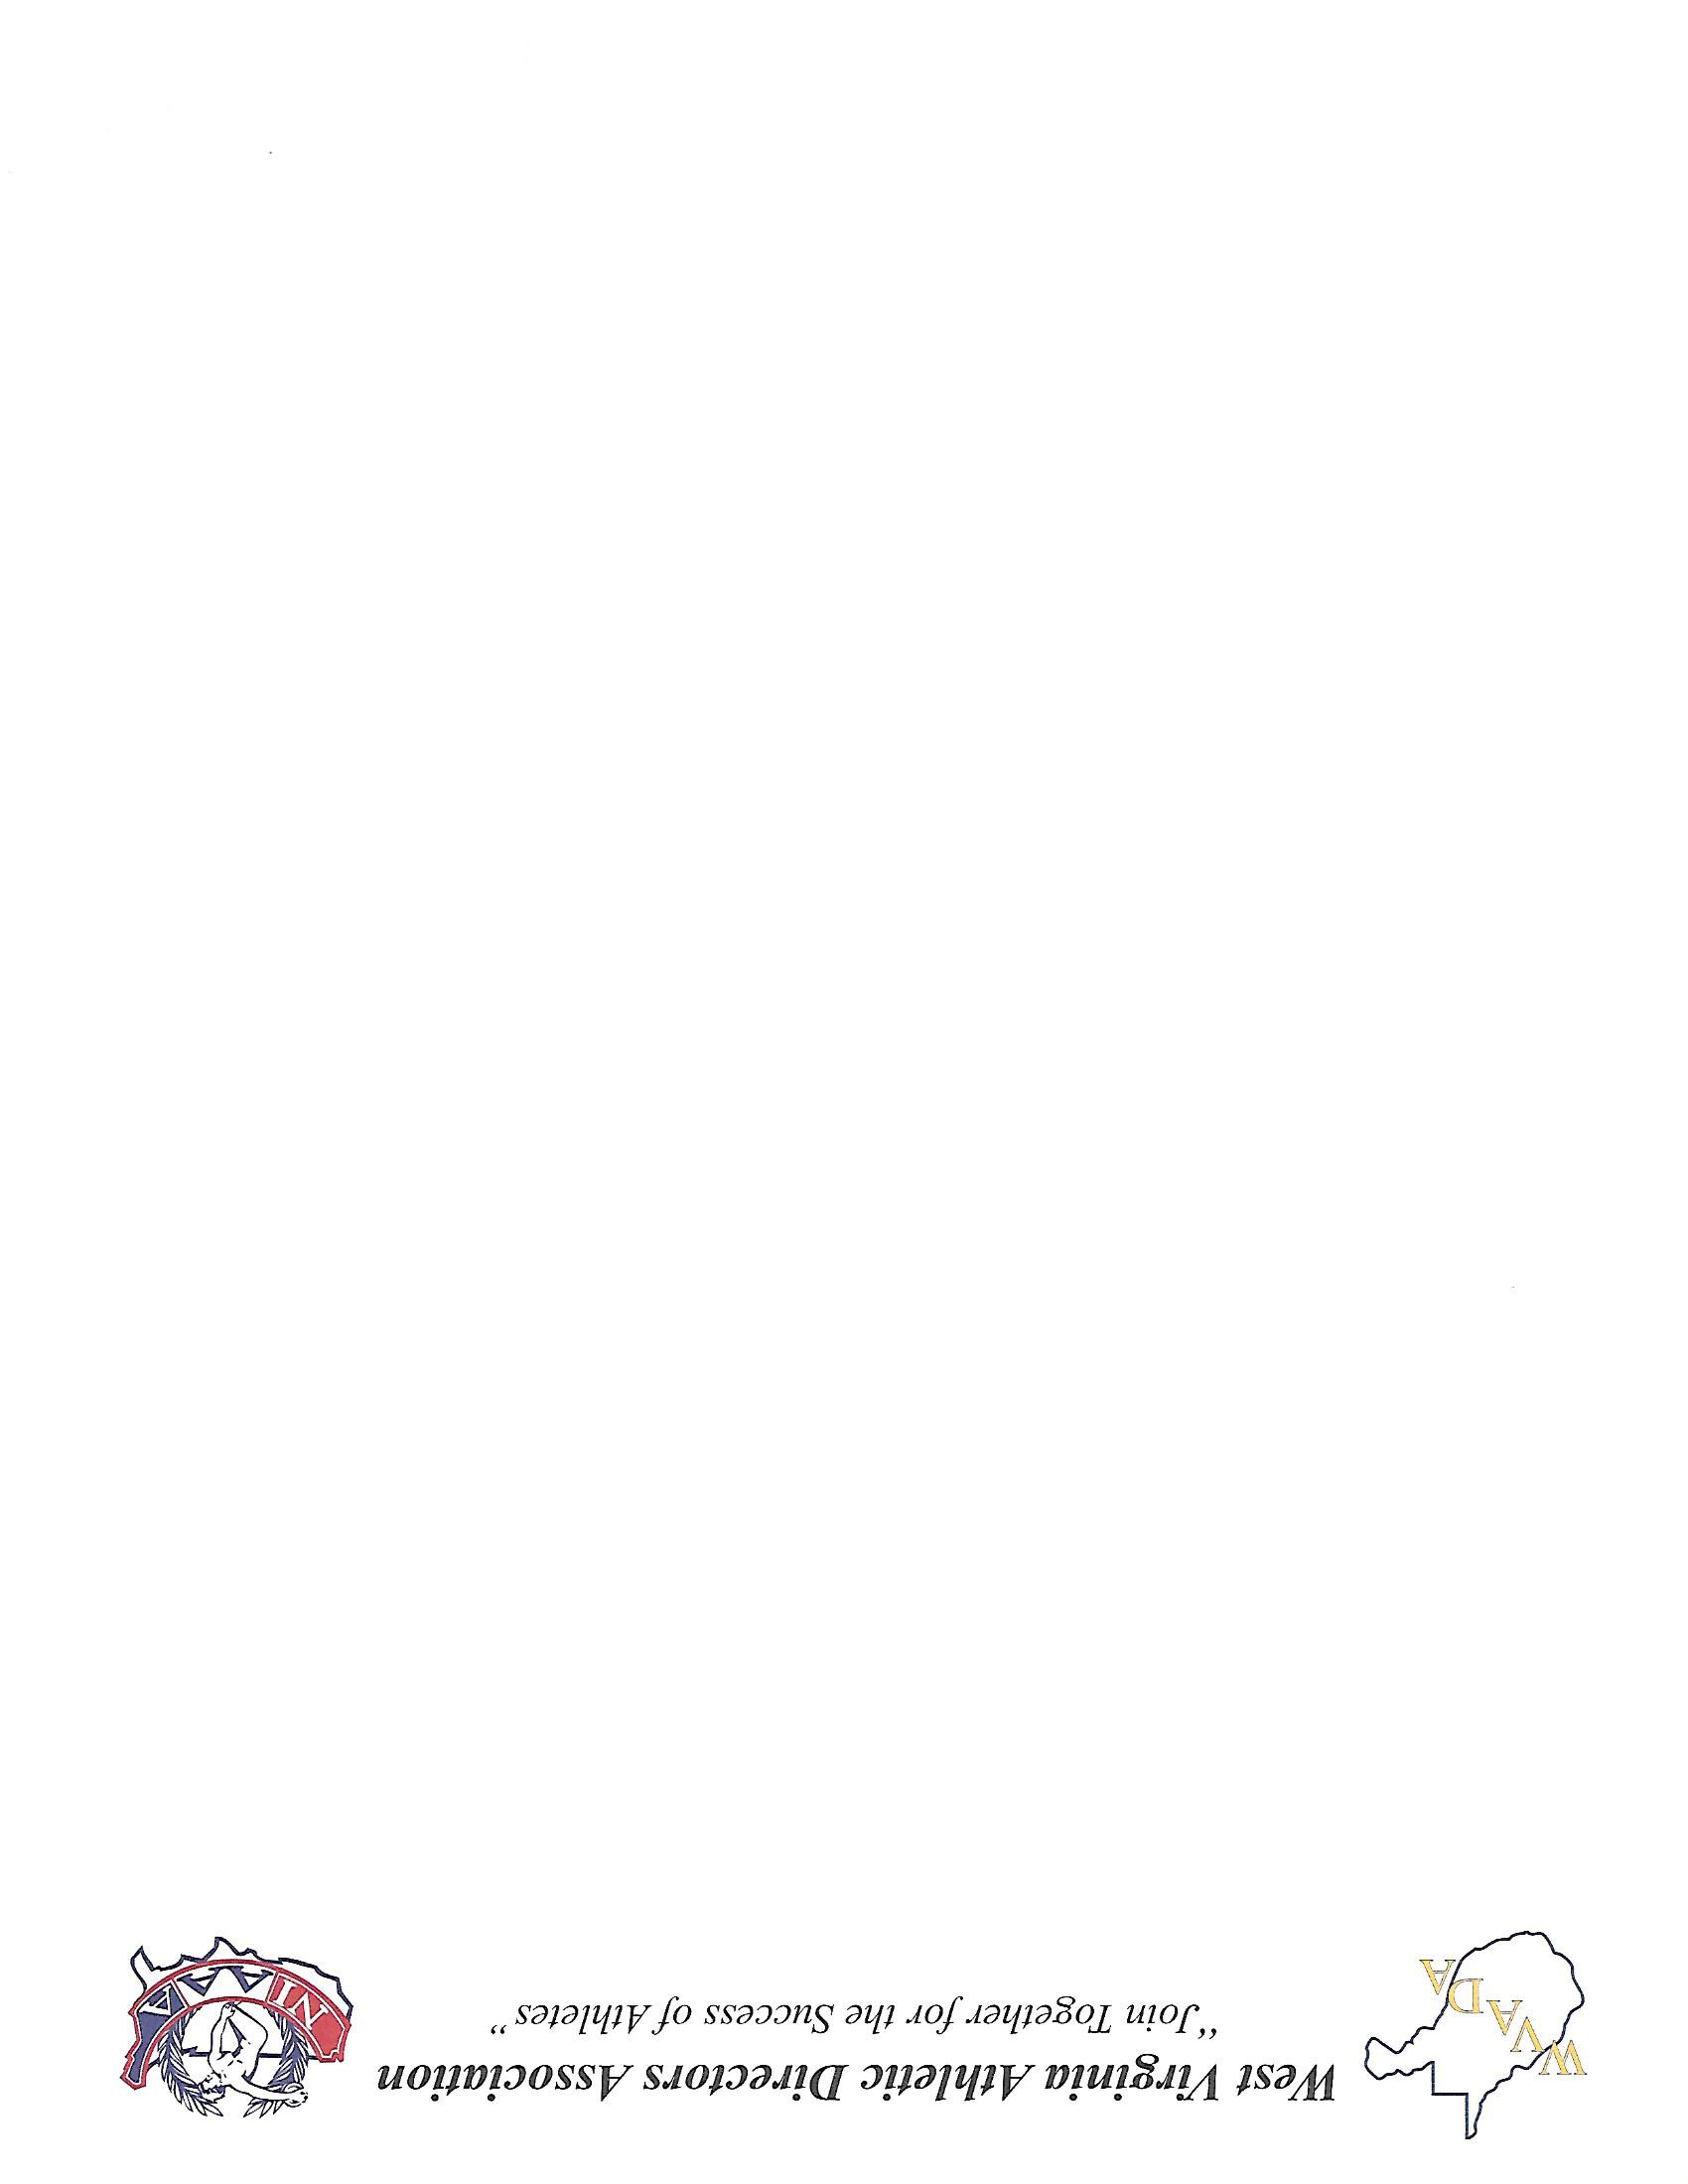 West Virginia Athletic Directors Association
“Join Together for the Success of Athletes”
WVADA
NIAAA